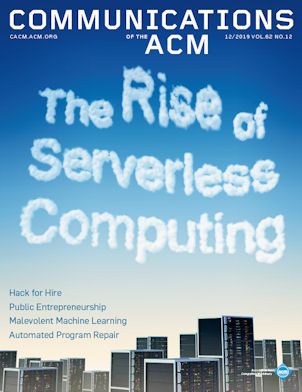 COMMUNICATIONS
CACM.ACM.ORG OF THE ACM 12/2019 VOL.62 NO.12
The Rise of
Serverless
Computing
Hack for Hire
Public Entrepreneurship
Malevolent Machine Learning
Automated Program Repair
acm